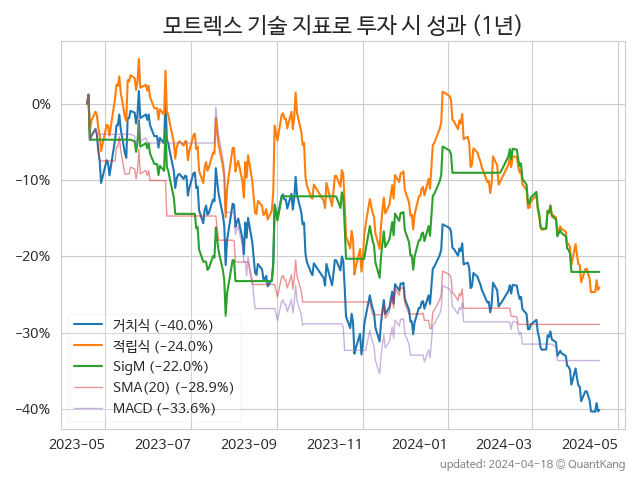 모트렉스 기술 지표로 투자 시 성과 (1년)
0%
−10%
−20%
−30%
−40%
거치식 (−40.0%)
적립식 (−24.0%)
SigM (−22.0%)
SMA(20) (−28.9%)
MACD (−33.6%)
2023-05 2023-07 2023-09 2023-11 2024-01 2024-03 2024-05
updated: 2024-04-18 © QuantKang